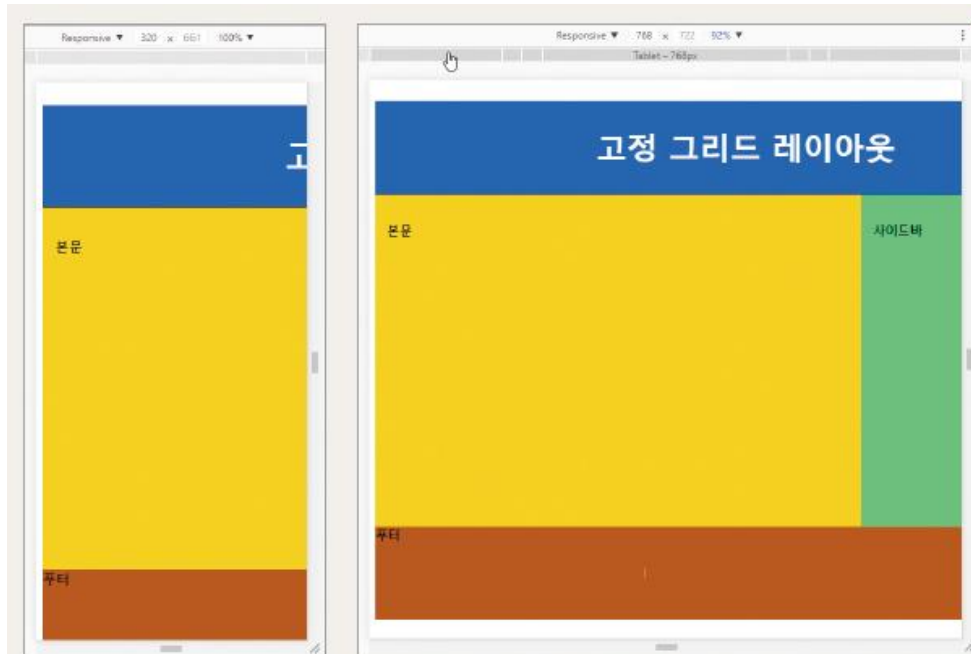 Responsive ▼ 320 x 661 100% ▼
고
본문
푸터
Responsive ▼ 768 x 722 92% ▼
Tablet – 768px
고정 그리드 레이아웃
본문
사이드바
푸터